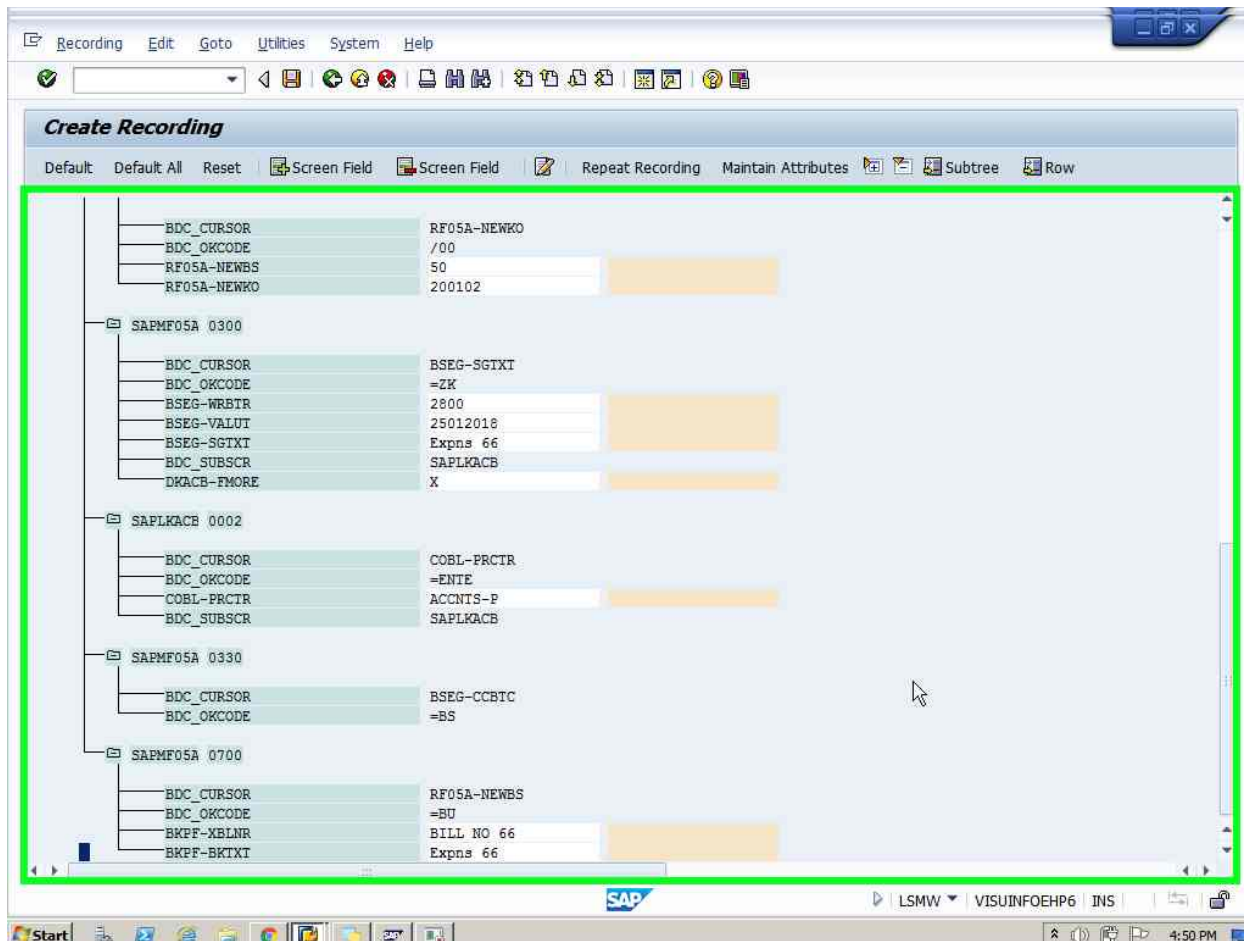 Recording Edit Goto Utilities System Help
Create Recording
Default Default All Reset Screen Field Screen Field Repeat Recording Maintain Attributes Subtree Row
BDC_CURSOR RF05A-NEWKO
BDC_OKCODE /00
RF05A-NEWBS 50
RF05A-NEWKO 200102
SAPMF05A 0300
BDC_CURSOR BSEG-SGTXT
BDC_OKCODE =ZK
BSEG-WRBTR 2800
BSEG-VALUT 25012018
BSEG-SGTXT Expns 66
BDC_SUBSCR SAPLKACB
DKACB-FMORE X
SAPLKACB 0002
BDC_CURSOR COBL-PRCTR
BDC_OKCODE =ENTE
COBL-PRCTR ACCNTS-P
BDC_SUBSCR SAPLKACB
SAPMF05A 0330
BDC_CURSOR BSEG-CCBTC
BDC_OKCODE =BS
SAPMF05A 0700
BDC_CURSOR RF05A-NEWBS
BDC_OKCODE =BU
BKPF-XBLNR BILL NO 66
BKPF-BKTXT Expns 66
SAP LSMW VISUINFOEHP6 INS
Start 4:50 PM